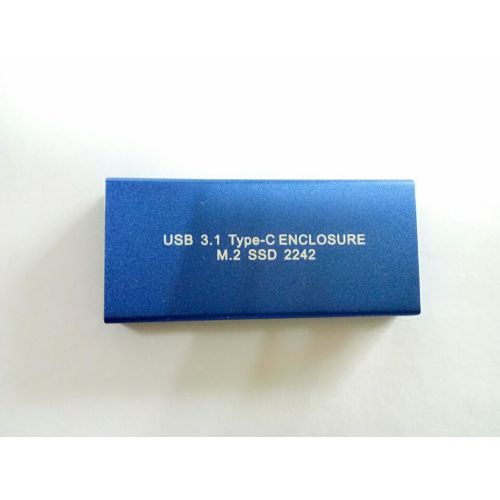 USB 3.1 Type-C ENCLOSURE
M.2 SSD 2242